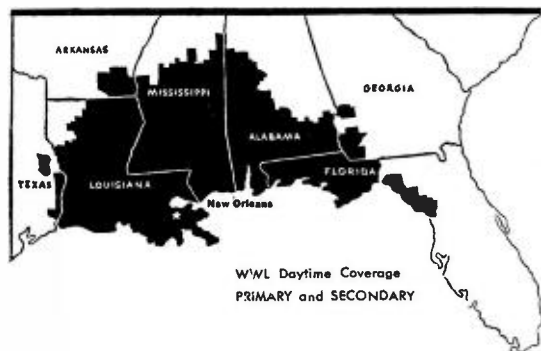 ARKANSAS
MISSISSIPPI
GEORGIA
ALABAMA
TEXAS
LOUISIANA
FLORIDA
New Orleans
WWL Daytime Coverage
PRIMARY and SECONDARY